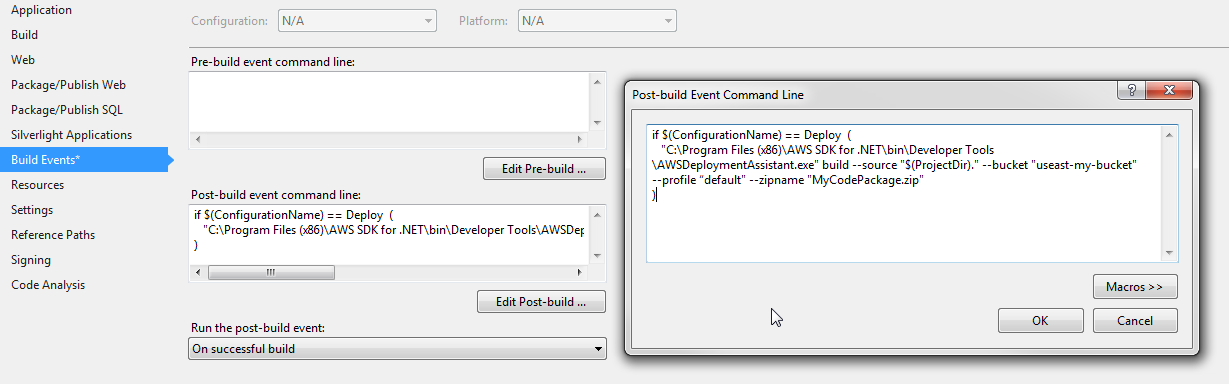 Application
Build
Web
Package/Publish Web
Package/Publish SQL
Silverlight Applications
Build Events*
Resources
Settings
Reference Paths
Signing
Code Analysis
Configuration: N/A Platform: N/A
Pre-build event command line:
Edit Pre-build ...
Post-build event command line:
if $(ConfigurationName) == Deploy (
"C:\Program Files (x86)\AWS SDK for .NET\bin\Developer Tools\AWSDep
)
Edit Post-build ...
Run the post-build event:
On successful build
Post-build Event Command Line
if $(ConfigurationName) == Deploy (
"C:\Program Files (x86)\AWS SDK for .NET\bin\Developer Tools
\AWSDeploymentAssistant.exe" build --source "$(ProjectDir)." --bucket "useast-my-bucket"
--profile “default” --zipname "MyCodePackage.zip"
)
Macros >>
OK Cancel